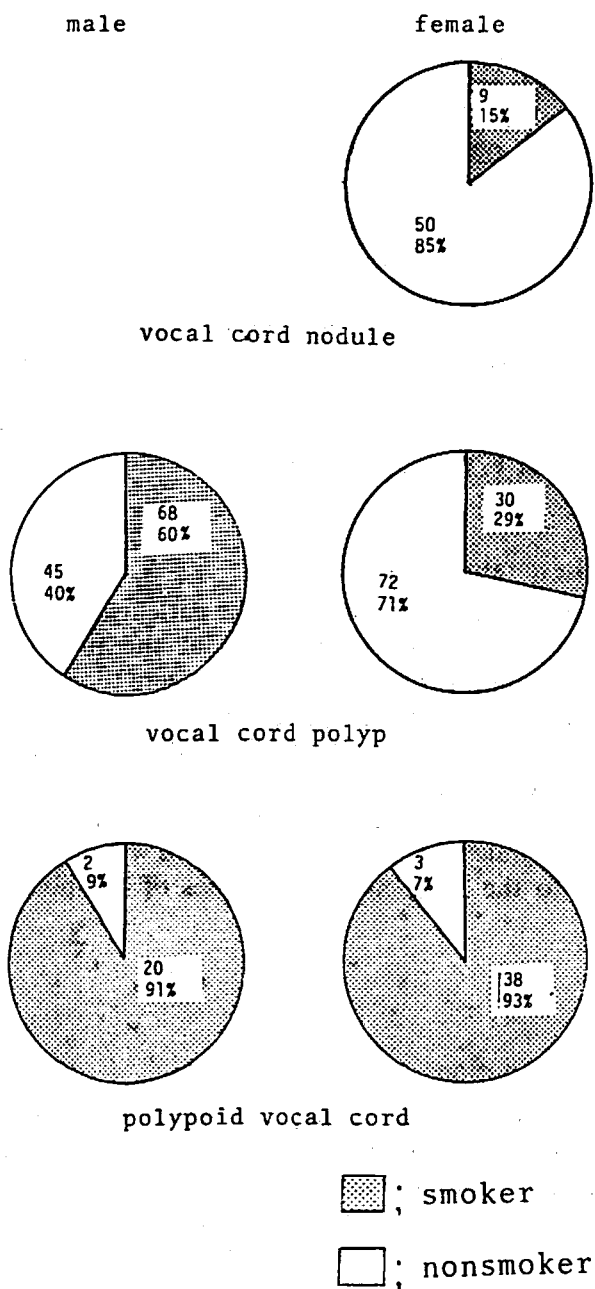 male
female
9
15%
50
85%
vocal cord nodule
68
60%
45
40%
30
29%
72
71%
vocal cord polyp
2
9%
20
91%
3
7%
38
93%
polypoid vocal cord
; smoker
; nonsmoker